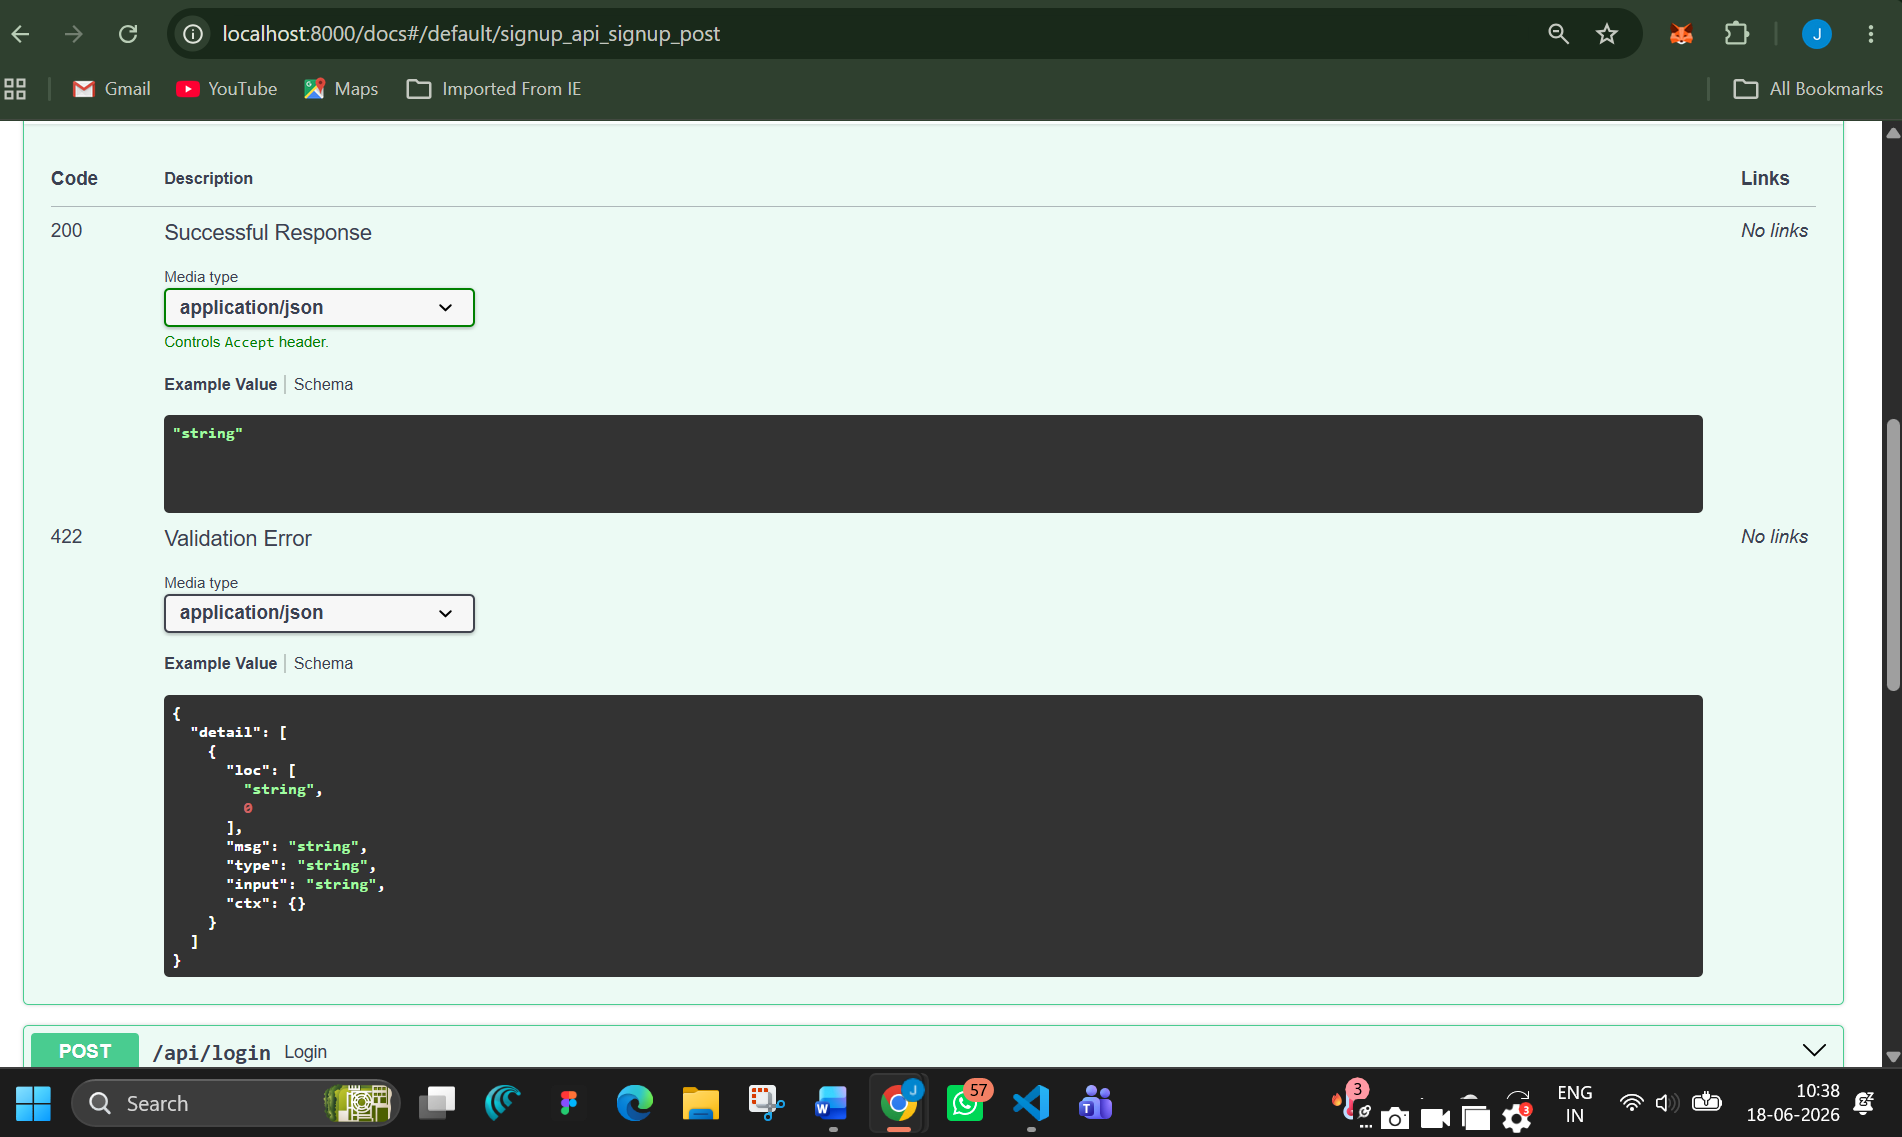 localhost:8000/docs#/default/signup_api_signup_post
J
Gmail
YouTube
Maps
Imported From IE
All Bookmarks
Code Description Links
200 Successful Response No links
Media type
application/json
Controls Accept header.
Example Value Schema
"string"
422 Validation Error No links
Media type
application/json
Example Value Schema
{
"detail": [
{
"loc": [
"string",
0
],
"msg": "string",
"type": "string",
"input": "string",
"ctx": {}
}
]
}
POST /api/login Login
Search
W
J
57
T
3
3
ENG
IN
10:38
18-06-2026